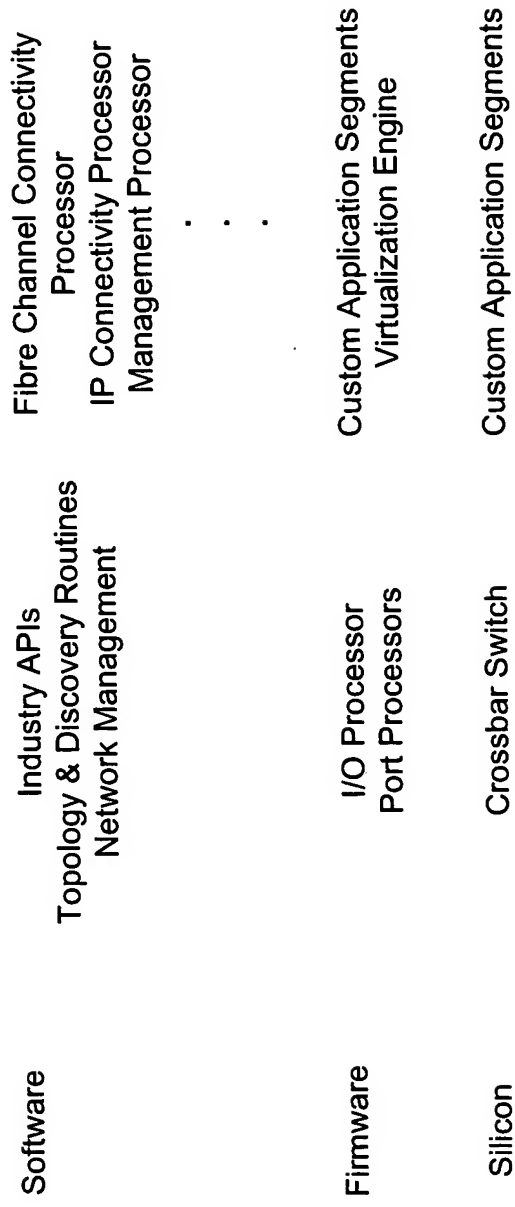 Software
Industry APIs
Topology & Discovery Routines
Network Management
Fibre Channel Connectivity
Processor
IP Connectivity Processor
Management Processor
.
.
.
Firmware
I/O Processor
Port Processors
Custom Application Segments
Virtualization Engine
Silicon
Crossbar Switch
Custom Application Segments